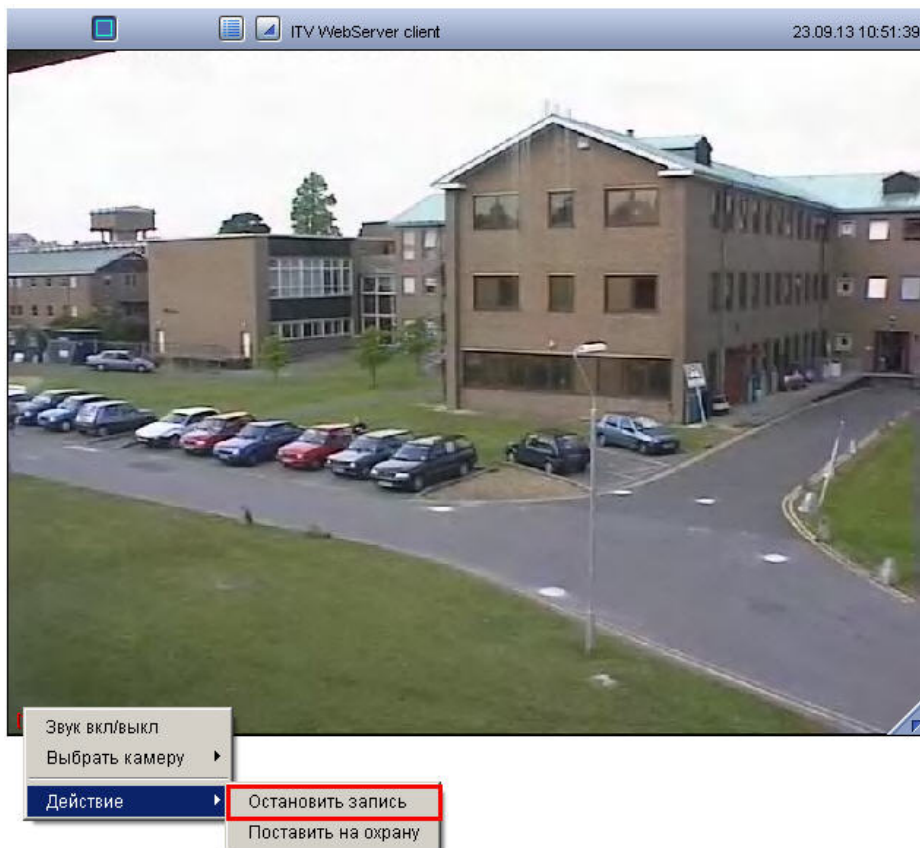 ITV WebServer client
23.09.13 10:51:39
Звук вкл/выкл
Выбрать камеру
Действие
Остановить запись
Поставить на охрану